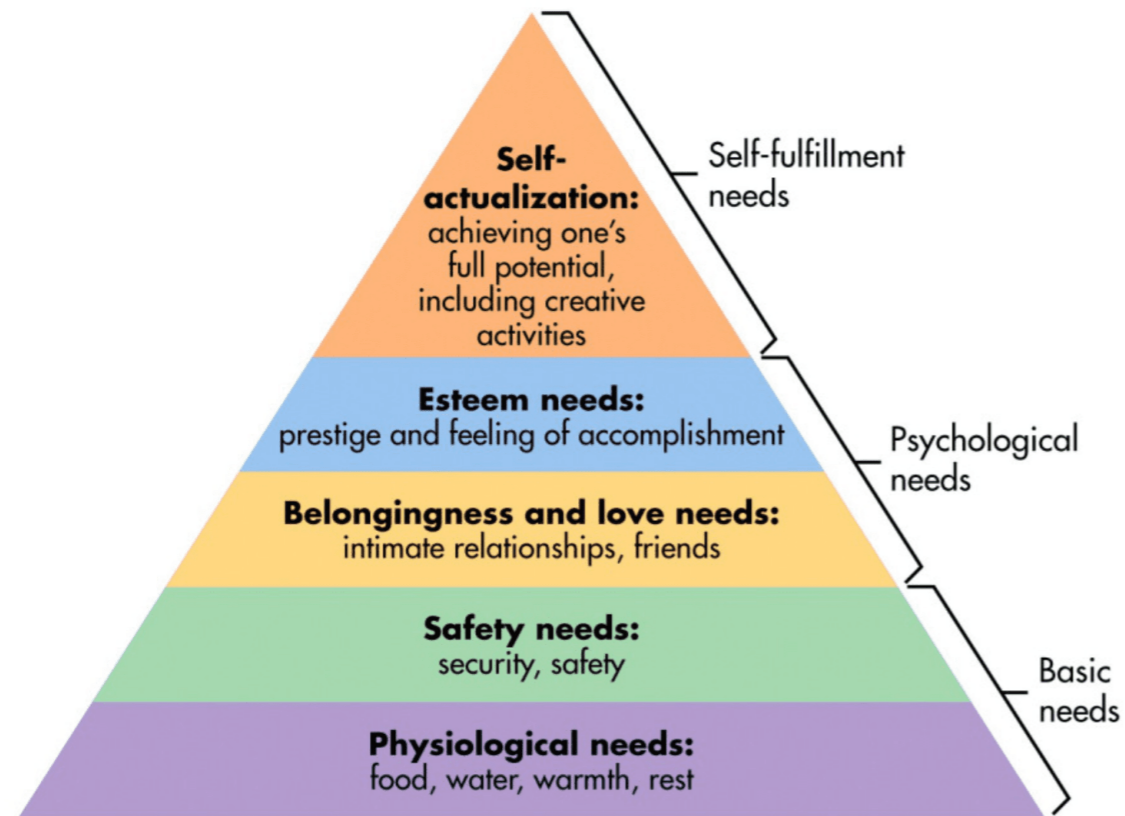 Self-
actualization:
achieving one's
full potential,
including creative
activities
Self-fulfillment
needs
Esteem needs:
prestige and feeling of accomplishment
Psychological
needs
Belongingness and love needs:
intimate relationships, friends
Safety needs:
security, safety
Basic
needs
Physiological needs:
food, water, warmth, rest